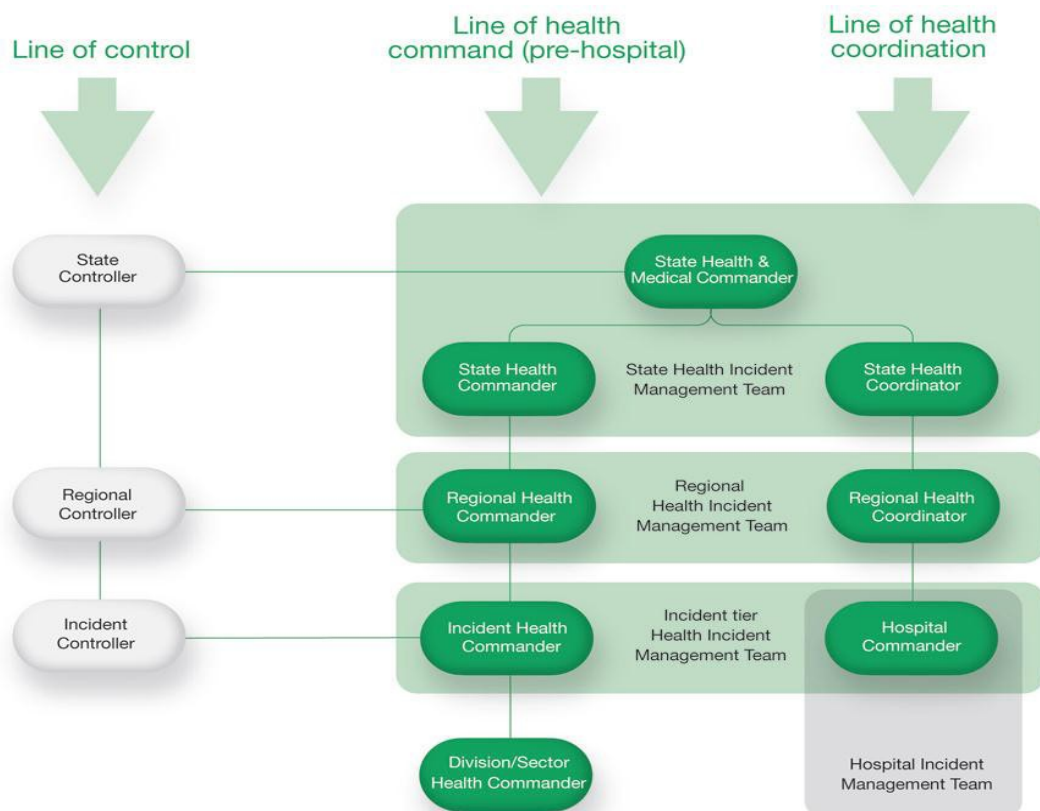 Line of control
Line of health
command (pre-hospital)
Line of health
coordination
State
Controller
State Health &
Medical Commander
State Health
Commander
State Health Incident
Management Team
State Health
Coordinator
Regional
Controller
Regional Health
Commander
Regional
Health Incident
Management Team
Regional Health
Coordinator
Incident
Controller
Incident Health
Commander
Incident tier
Health Incident
Management Team
Hospital
Commander
Division/Sector
Health Commander
Hospital Incident
Management Team